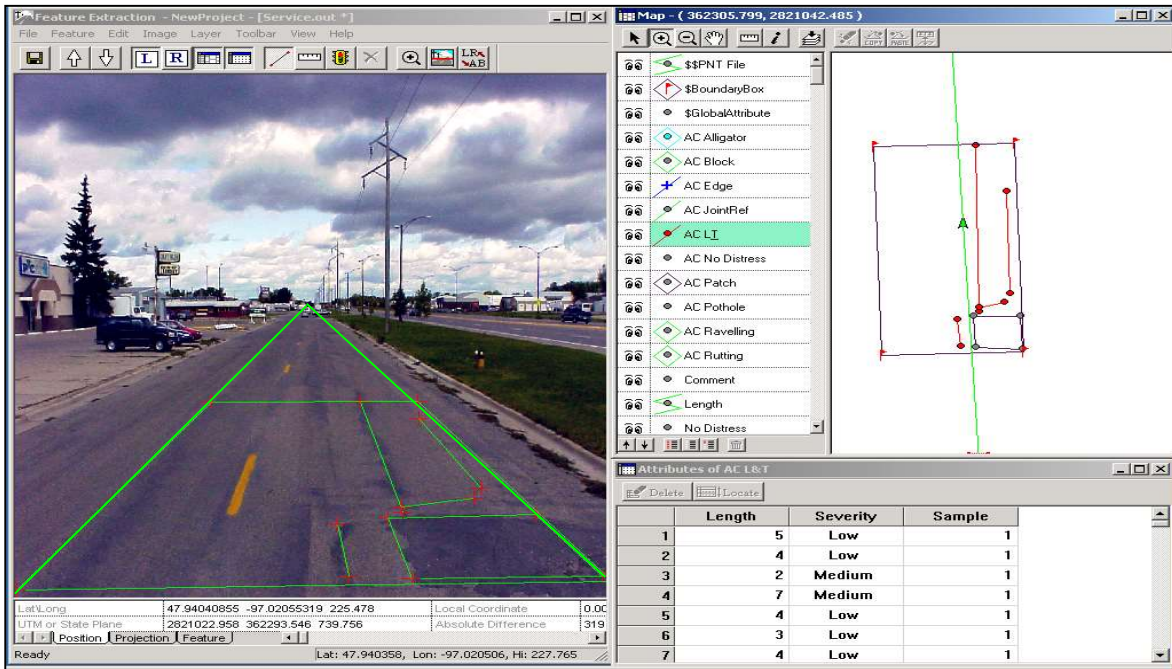 Feature Extraction - NewProject - [Service.out *]
File Feature Edit Image Layer Toolbar View Help
L R LR AB
Lat\Long 47.94040855 -97.02055319 225.478 Local Coordinate 0.00
UTM or State Plane 2821022.958 362293.546 739.756 Absolute Difference 319
Position Projection Feature
Ready Lat: 47.940358, Lon: -97.020506, Hi: 227.765
Map - ( 362305.799, 2821042.485 )
COPY PASTE
$$PNT File
$BoundaryBox
$GlobalAttribute
AC Alligator
AC Block
AC Edge
AC JointRef
AC LT
AC No Distress
AC Patch
AC Pothole
AC Ravelling
AC Rutting
Comment
Length
No Distress
Attributes of AC L&T
Delete Locate
Length Severity Sample
1 5 Low 1
2 4 Low 1
3 2 Medium 1
4 7 Medium 1
5 4 Low 1
6 3 Low 1
7 4 Low 1